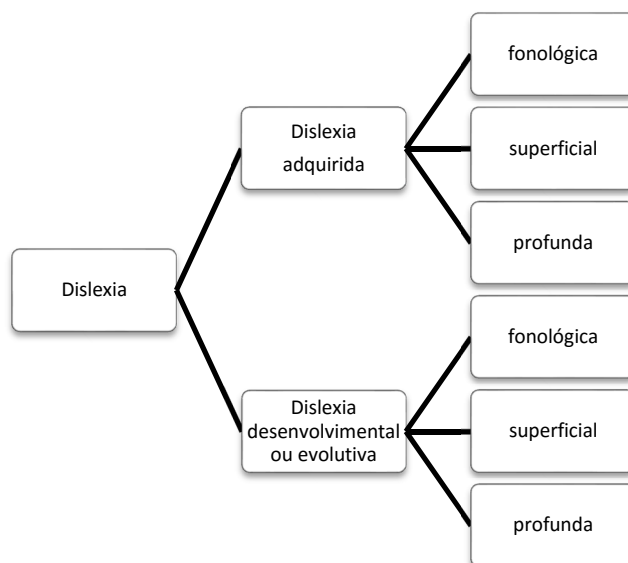 Dislexia
Dislexia
adquirida
fonológica
superficial
profunda
Dislexia
desenvolvimental
ou evolutiva
fonológica
superficial
profunda